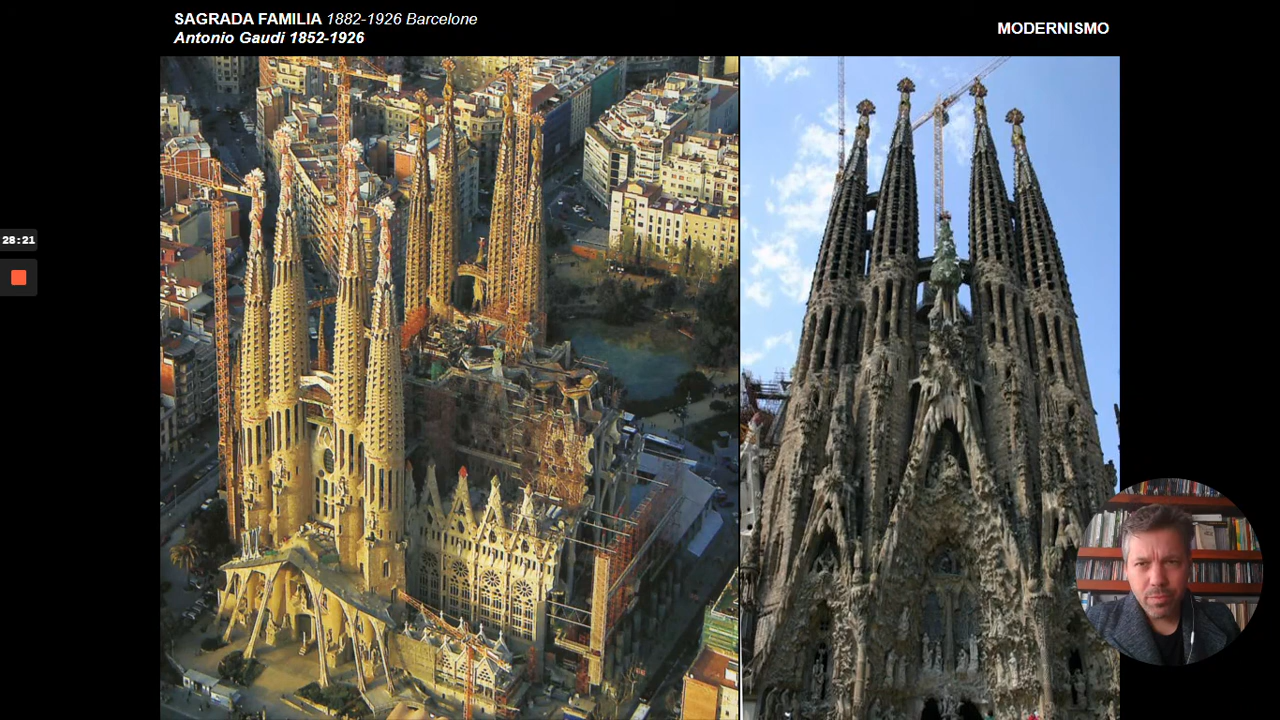 SAGRADA FAMILIA 1882-1926 Barcelone
Antonio Gaudi 1852-1926
MODERNISMO
28:21